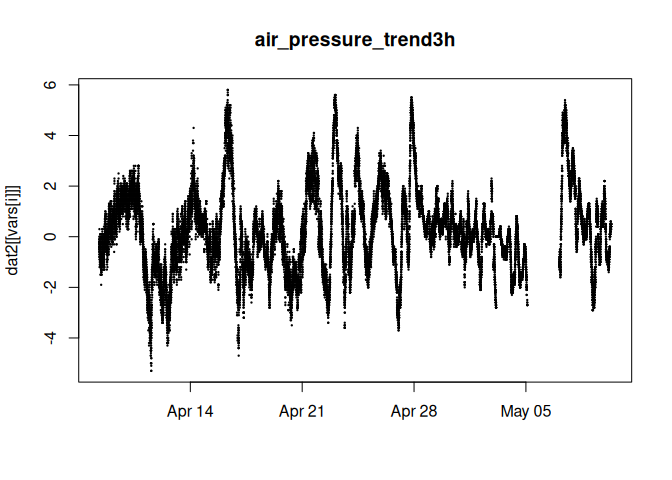 air_pressure_trend3h
dat2[[vars[i]]]
6
4
2
0
-2
-4
Apr 14
Apr 21
Apr 28
May 05